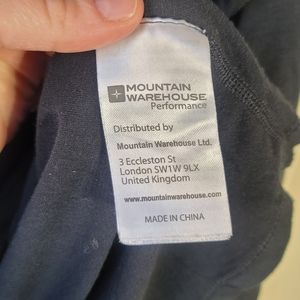 MOUNTAIN
WAREHOUSE
Performance
Distributed by
Mountain Warehouse Ltd.
3 Eccleston St
London SW1W 9LX
United Kingdom
www.mountainwarehouse.com
MADE IN CHINA